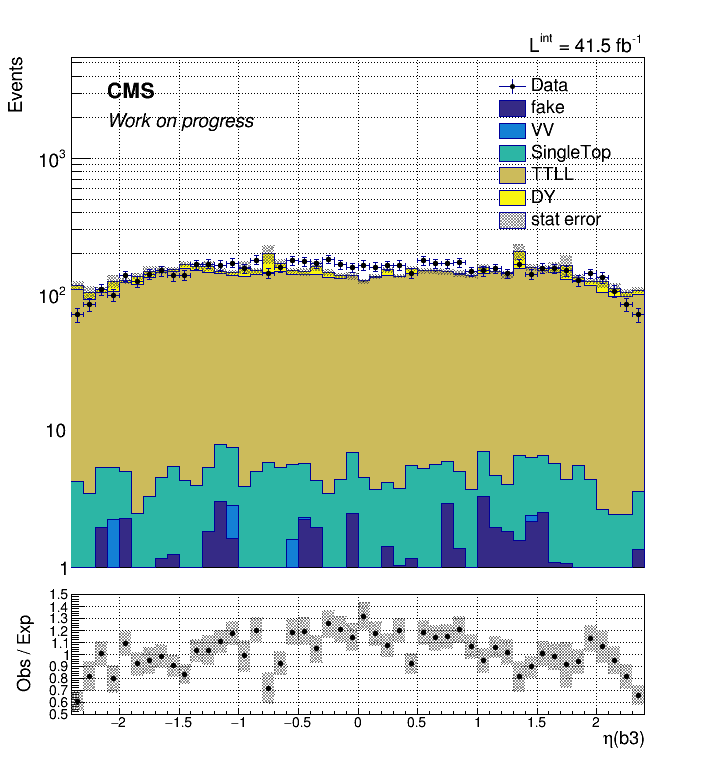 L^int = 41.5 fb^-1
Events
CMS
Work on progress
Data
fake
VV
SingleTop
TTLL
DY
stat error
10^3
10^2
10
1
Obs / Exp
1.5
1.4
1.3
1.2
1.1
1
0.9
0.8
0.7
0.6
0.5
−2 −1.5 −1 −0.5 0 0.5 1 1.5 2
η(b3)